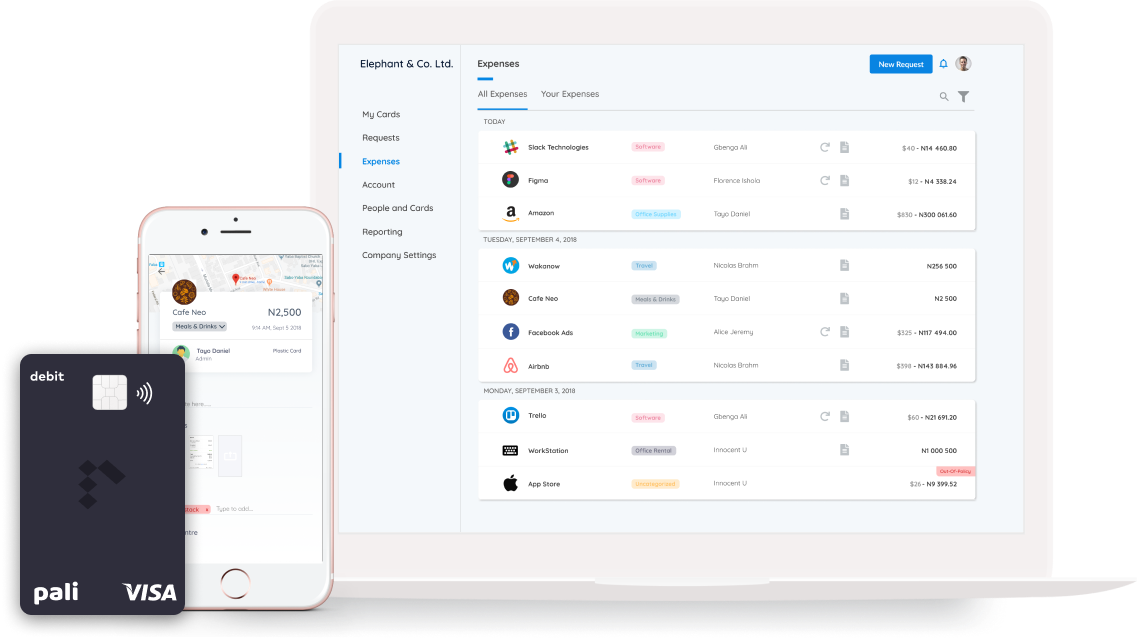 Elephant & Co. Ltd.
My Cards
Requests
Expenses
Account
People and Cards
Reporting
Company Settings
Expenses
New Request
All Expenses Your Expenses
TODAY
Slack Technologies Software Gbenga Ali $40 - N14 460.80
Figma Software Florence Ishola $12 - N4 338.24
Amazon Office Supplies Tayo Daniel $830 - N300 061.60
TUESDAY, SEPTEMBER 4, 2018
Wakanow Travel Nicolas Brahm N256 500
Cafe Neo Meals & Drinks Tayo Daniel N2 500
Facebook Ads Marketing Alice Jeremy $325 - N117 494.00
Airbnb Travel Nicolas Brahm $398 - N143 884.96
MONDAY, SEPTEMBER 3, 2018
Trello Software Gbenga Ali $60 - N21 691.20
WorkStation Office Rental Innocent U N1 000 500
Out-Of-Policy
App Store Uncategorized Innocent U $26 - N9 399.52
Cafe Neo
Cafe Neo N2,500
Meals & Drinks 9:14 AM, Sept 5 2018
Tayo Daniel Plastic Card
Admin
here....
stock x Type to add...
ntre
debit
pali VISA